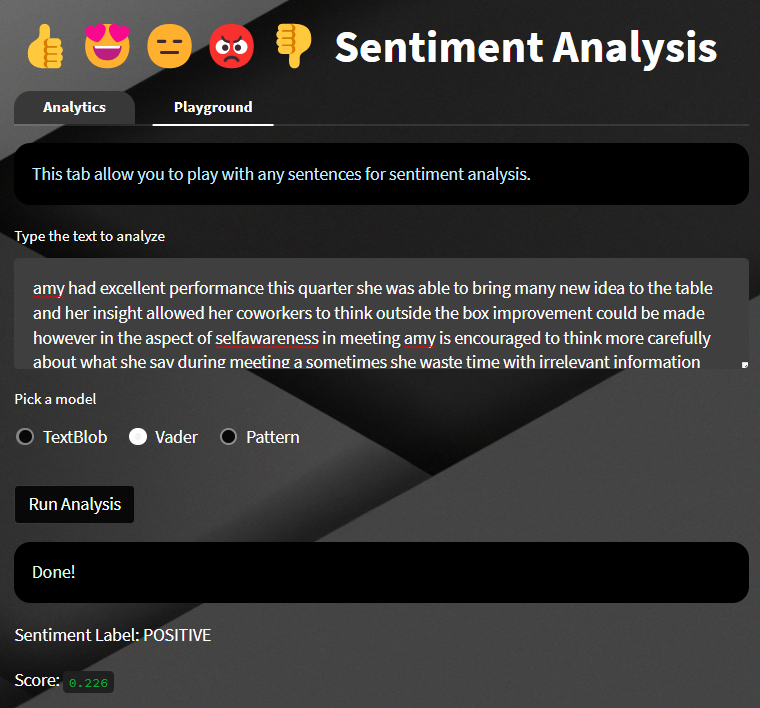 Sentiment Analysis
Analytics
Playground
This tab allow you to play with any sentences for sentiment analysis.
Type the text to analyze
amy had excellent performance this quarter she was able to bring many new idea to the table
and her insight allowed her coworkers to think outside the box improvement could be made
however in the aspect of selfawareness in meeting amy is encouraged to think more carefully
about what she say during meeting a sometimes she waste time with irrelevant information
Pick a model
TextBlob
Vader
Pattern
Run Analysis
Done!
Sentiment Label: POSITIVE
Score: 0.226